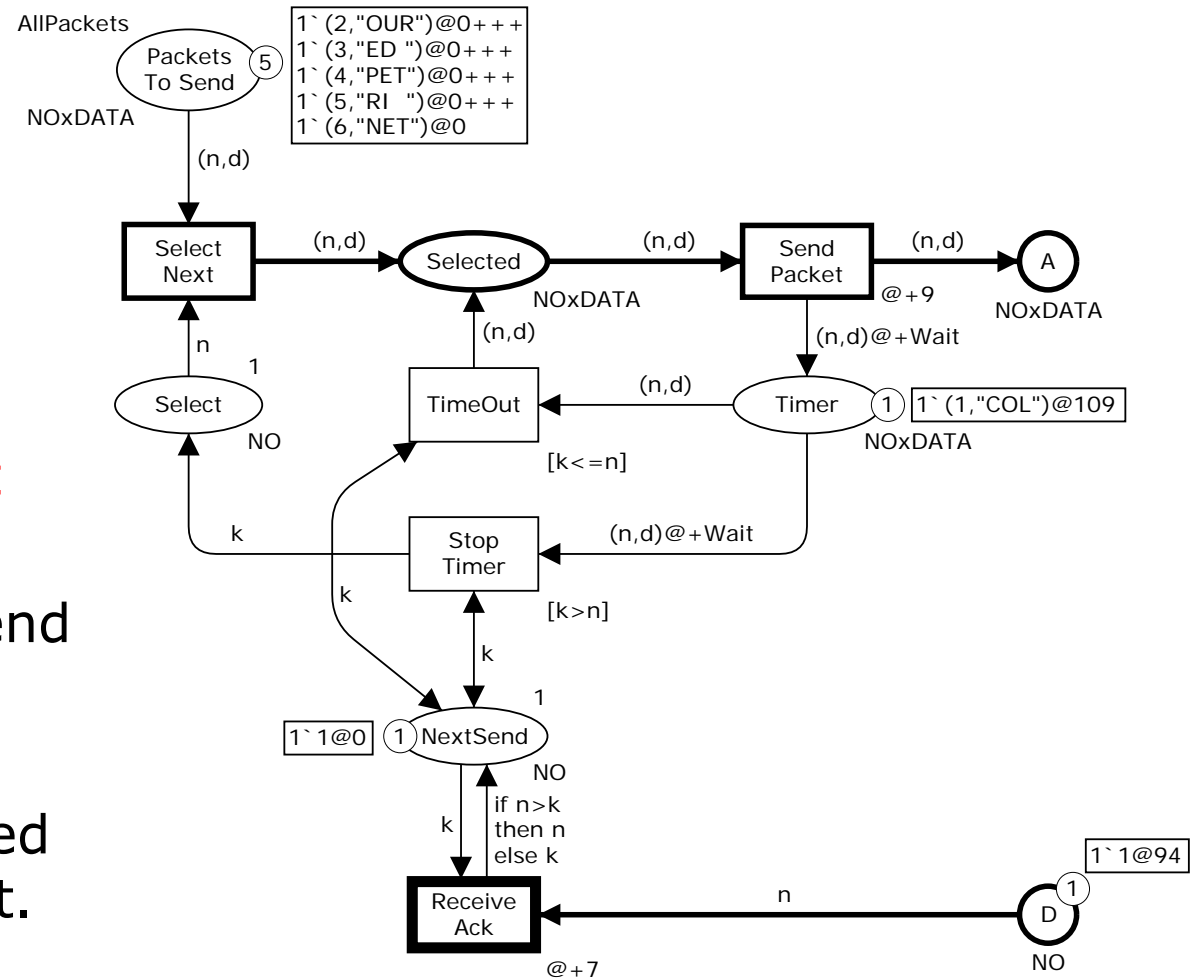 AllPackets
Packets
To Send
5
1`(2,"OUR")@0+++
1`(3,"ED ")@0+++
1`(4,"PET")@0+++
1`(5,"RI  ")@0+++
1`(6,"NET")@0
NOxDATA
(n,d)
Select
Next
(n,d)
Selected
NOxDATA
(n,d)
Send
Packet
@+9
(n,d)
A
NOxDATA
n
1
Select
NO
(n,d)
TimeOut
[k<=n]
(n,d)
(n,d)@+Wait
Timer
1
1`(1,"COL")@109
NOxDATA
:
k
Stop
Timer
[k>n]
(n,d)@+Wait
k
end
k
1
1`1@0
1
NextSend
NO
k
if n>k
then n
else k
ed
t.
Receive
Ack
@+7
n
1`1@94
1
D
NO